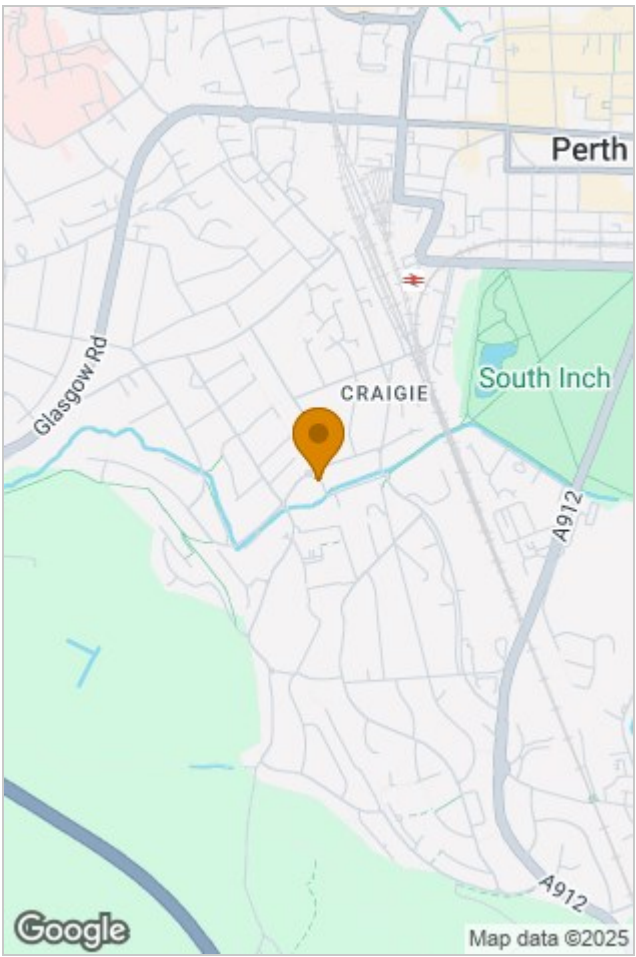 Perth
Glasgow Rd
South Inch
CRAIGIE
A912
A912
Google
Map data ©2025